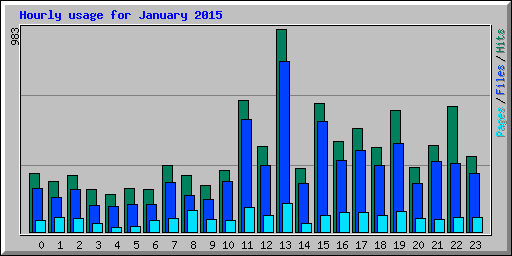 Hourly usage for January 2015
983
Pages/Files/Hits
0 1 2 3 4 5 6 7 8 9 10 11 12 13 14 15 16 17 18 19 20 21 22 23